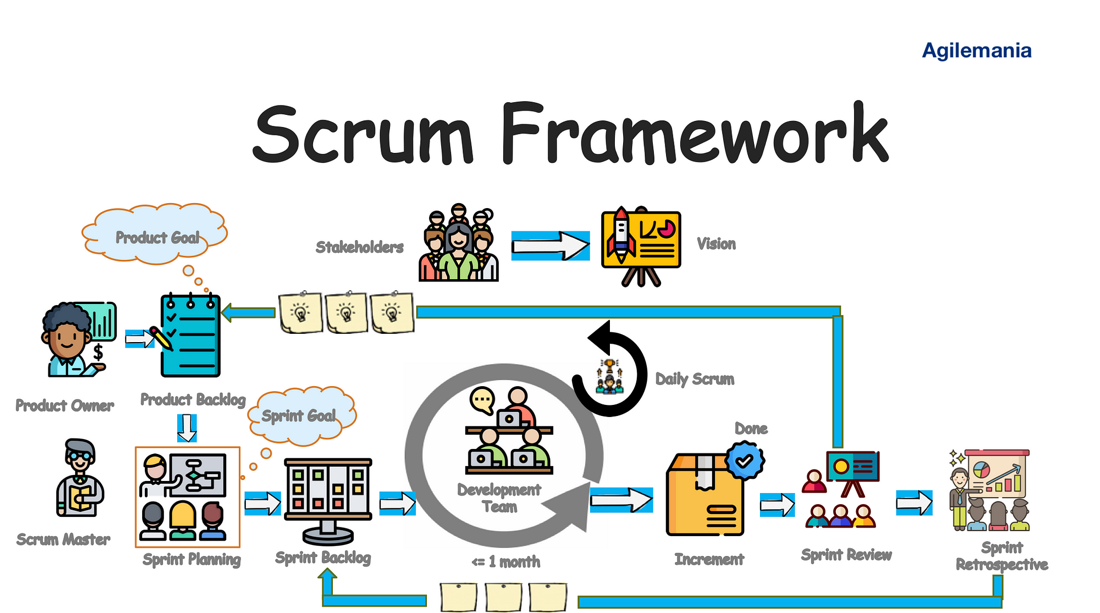 Agilemania
Scrum Framework
Product Goal
Stakeholders
Vision
Product Owner
Product Backlog
Daily Scrum
Sprint Goal
Done
Development
Team
Scrum Master
Sprint Planning
Sprint Backlog
<= 1 month
Increment
Sprint Review
Sprint
Retrospective
$